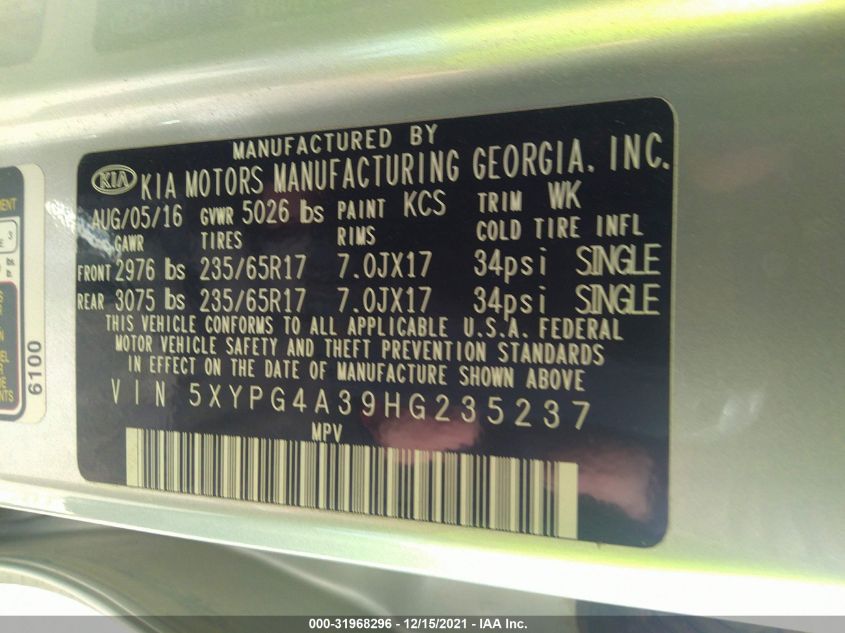 MANUFACTURED BY
KIA KIA MOTORS MANUFACTURING GEORGIA, INC.
AUG/05/16 GVWR 5026 lbs PAINT KCS TRIM WK
GAWR TIRES RIMS COLD TIRE INFL
FRONT 2976 lbs 235/65R17 7.0JX17 34psi SINGLE
REAR 3075 lbs 235/65R17 7.0JX17 34psi SINGLE
THIS VEHICLE CONFORMS TO ALL APPLICABLE U.S.A. FEDERAL
MOTOR VEHICLE SAFETY AND THEFT PREVENTION STANDARDS
IN EFFECT ON THE DATE OF MANUFACTURE SHOWN ABOVE
VIN 5XYPG4A39HG235237
MPV
6100
000-31968296 - 12/15/2021 - IAA Inc.